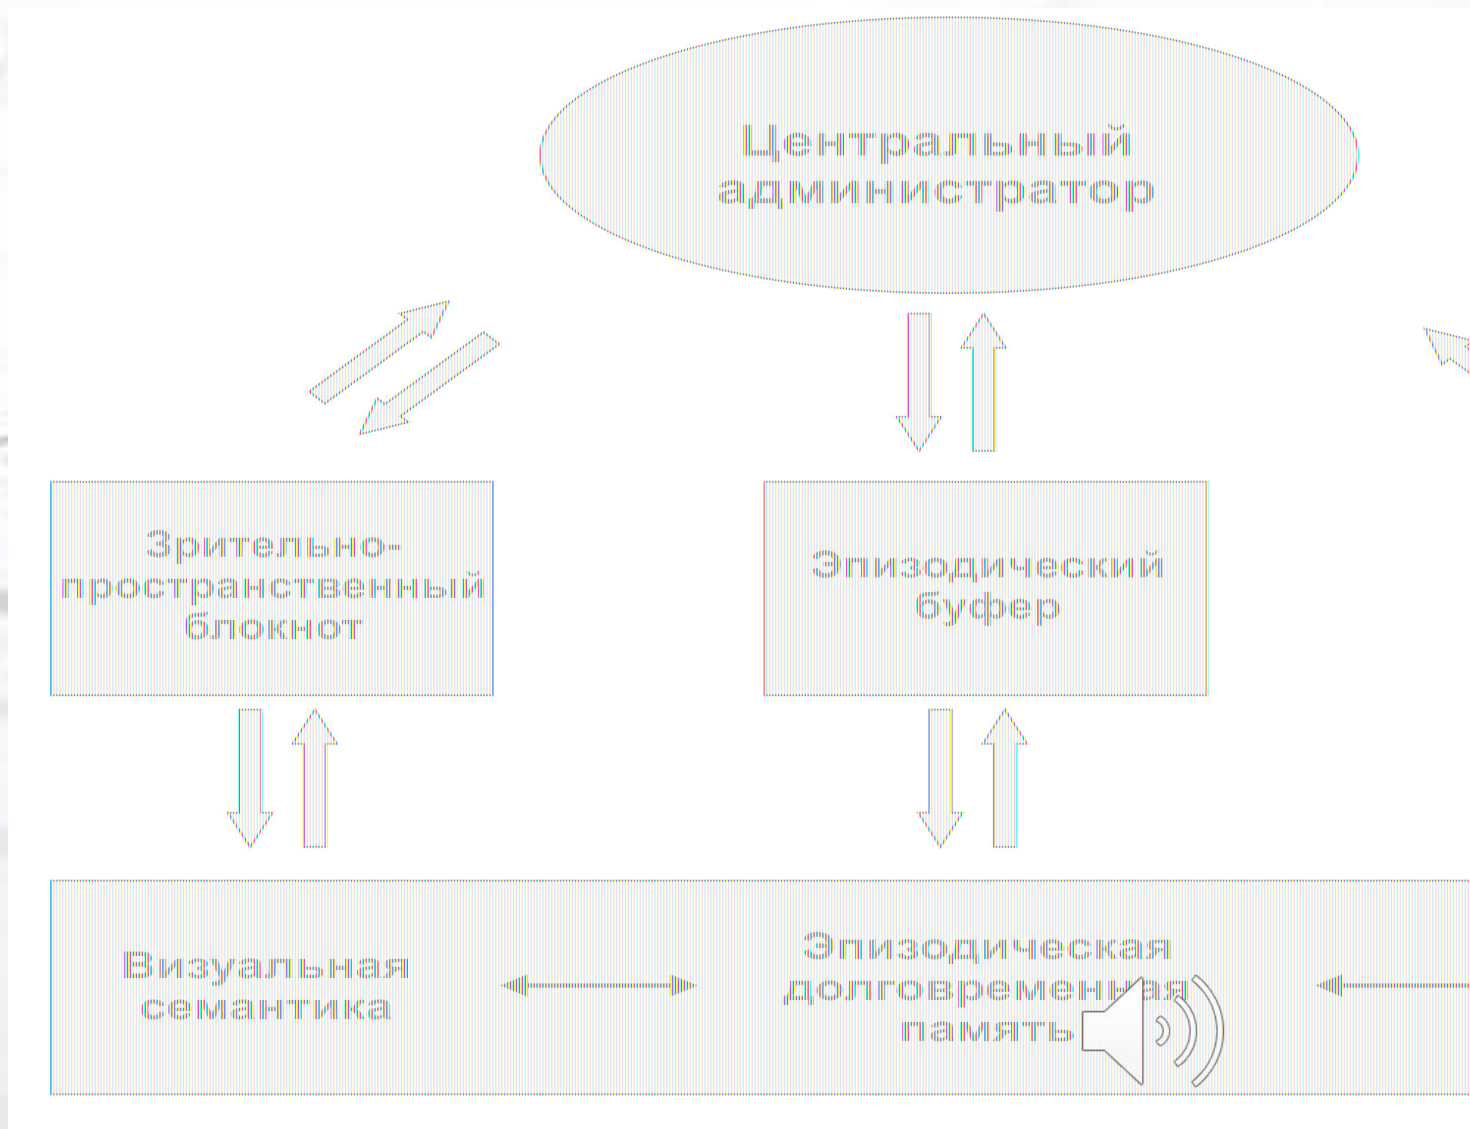 Центральный
администратор
Зрительно-
пространственный
блокнот
Эпизодический
буфер
Визуальная
семантика
Эпизодическая
долговременная
память